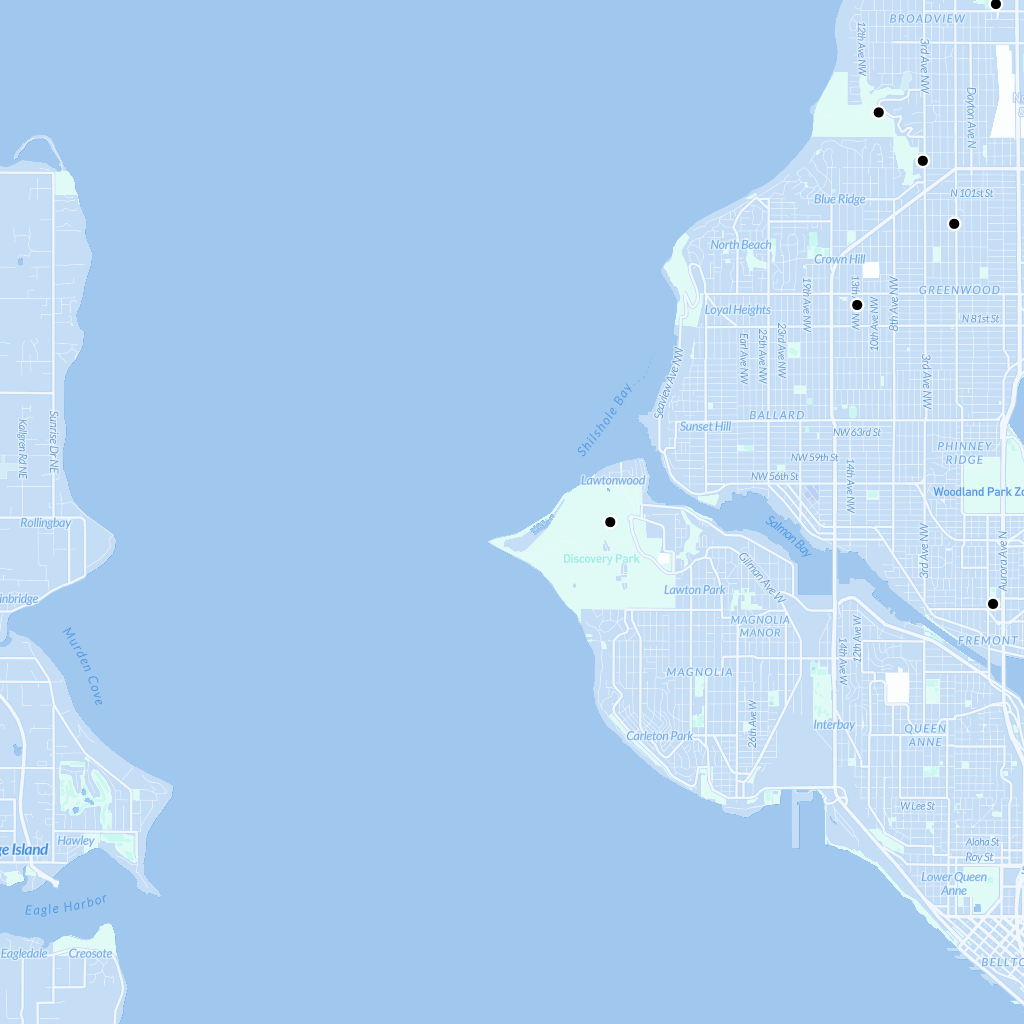 BROADVIEW
12th Ave NW
3rd Ave NW
Dayton Ave N
N 101st St
Blue Ridge
North Beach
Crown Hill
19th Ave NW
8th Ave NW
GREENWOOD
Loyal Heights
10th Ave NW
N 81st St
Earl Ave NW
25th Ave NW
23rd Ave NW
Seaview Ave NW
3rd Ave NW
Shilshole Bay
BALLARD
Sunset Hill
NW 63rd St
Kallgren Rd NE
Sunrise Dr NE
PHINNEY
RIDGE
NW 59th St
14th Ave NW
NW 56th St
Lawtonwood
Woodland Park Zo
Rollingbay
Salmon Bay
3rd Ave NW
Aurora Ave N
Discovery Park
Gilman Ave W
Lawton Park
inbridge
MAGNOLIA
MANOR
12th Ave W
14th Ave W
FREMONT
Murden Cove
MAGNOLIA
26th Ave W
Interbay
Carleton Park
QUEEN
ANNE
W Lee St
Hawley
Aloha St
ge Island
Roy St
Lower Queen
Anne
Eagle Harbor
Eagledale
Creosote
BELLTO